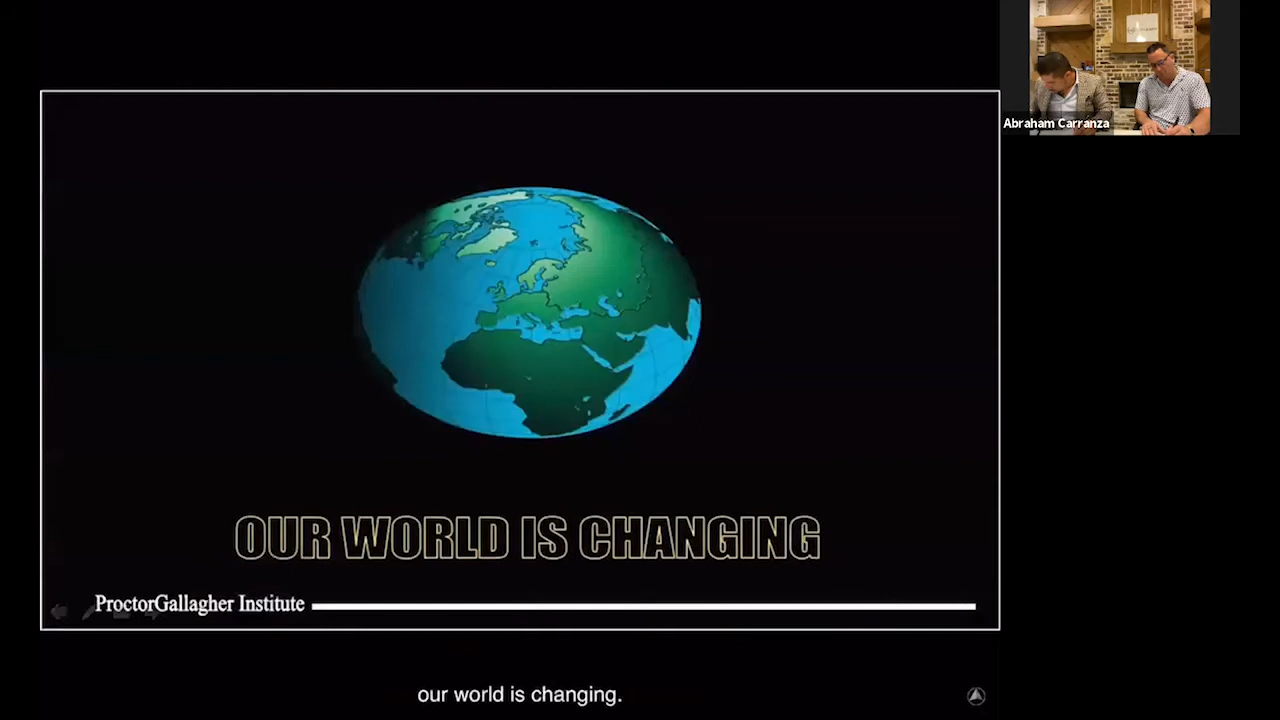 Abraham Carranza
OUR WORLD IS CHANGING
ProctorGallagher Institute
our world is changing.